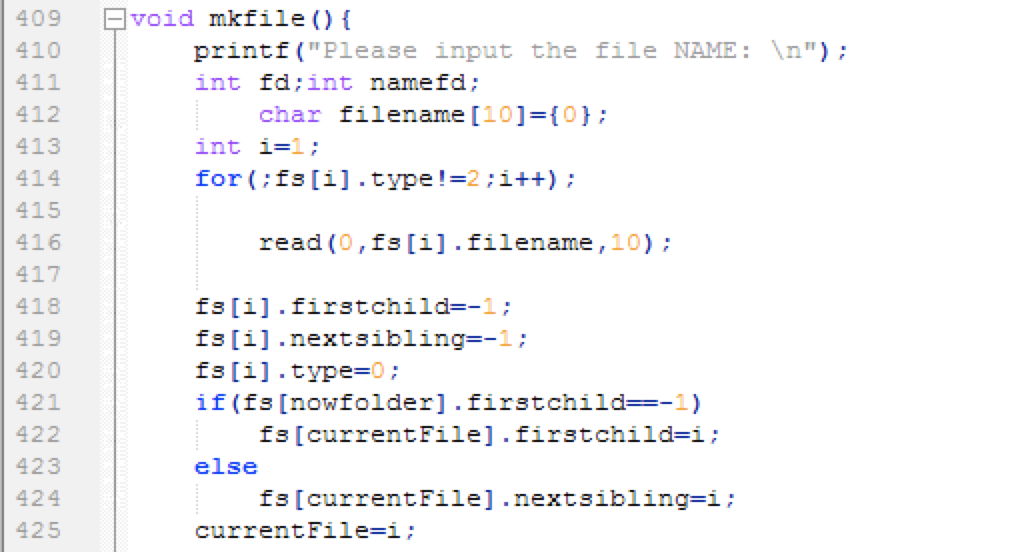 409 void mkfile(){
410     printf("Please input the file NAME: \n");
411     int fd;int namefd;
412         char filename[10]={0};
413     int i=1;
414     for(;fs[i].type!=2;i++);
415
416         read(0,fs[i].filename,10);
417
418     fs[i].firstchild=-1;
419     fs[i].nextsibling=-1;
420     fs[i].type=0;
421     if(fs[nowfolder].firstchild==-1)
422         fs[currentFile].firstchild=i;
423     else
424         fs[currentFile].nextsibling=i;
425     currentFile=i;